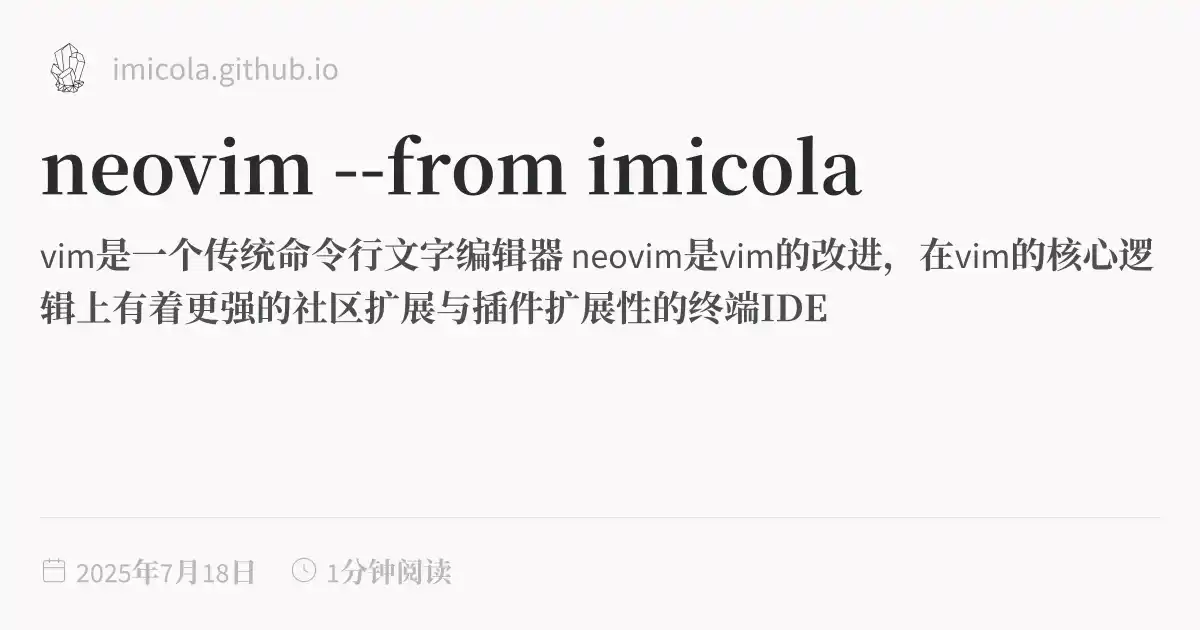 imicola.github.io
neovim --from imicola
vim是一个传统命令行文字编辑器 neovim是vim的改进，在vim的核心逻
辑上有着更强的社区扩展与插件扩展性的终端IDE
2025年7月18日 1分钟阅读